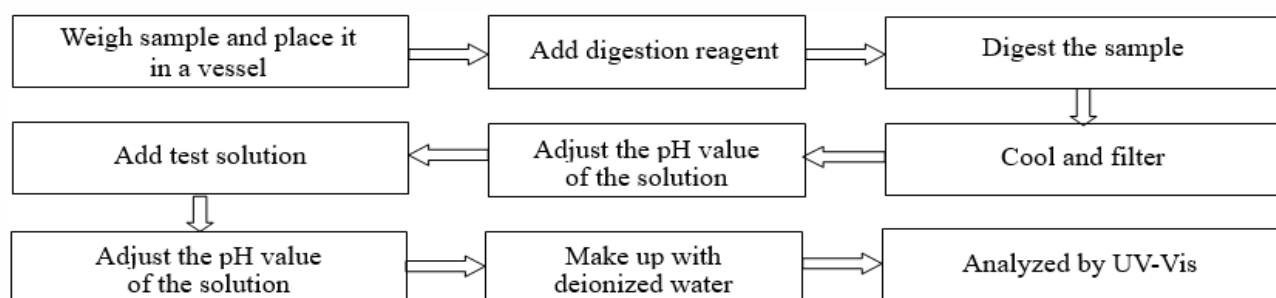 Weigh sample and place it
in a vessel
Add digestion reagent
Digest the sample
Cool and filter
Adjust the pH value
of the solution
Add test solution
Adjust the pH value
of the solution
Make up with
deionized water
Analyzed by UV-Vis